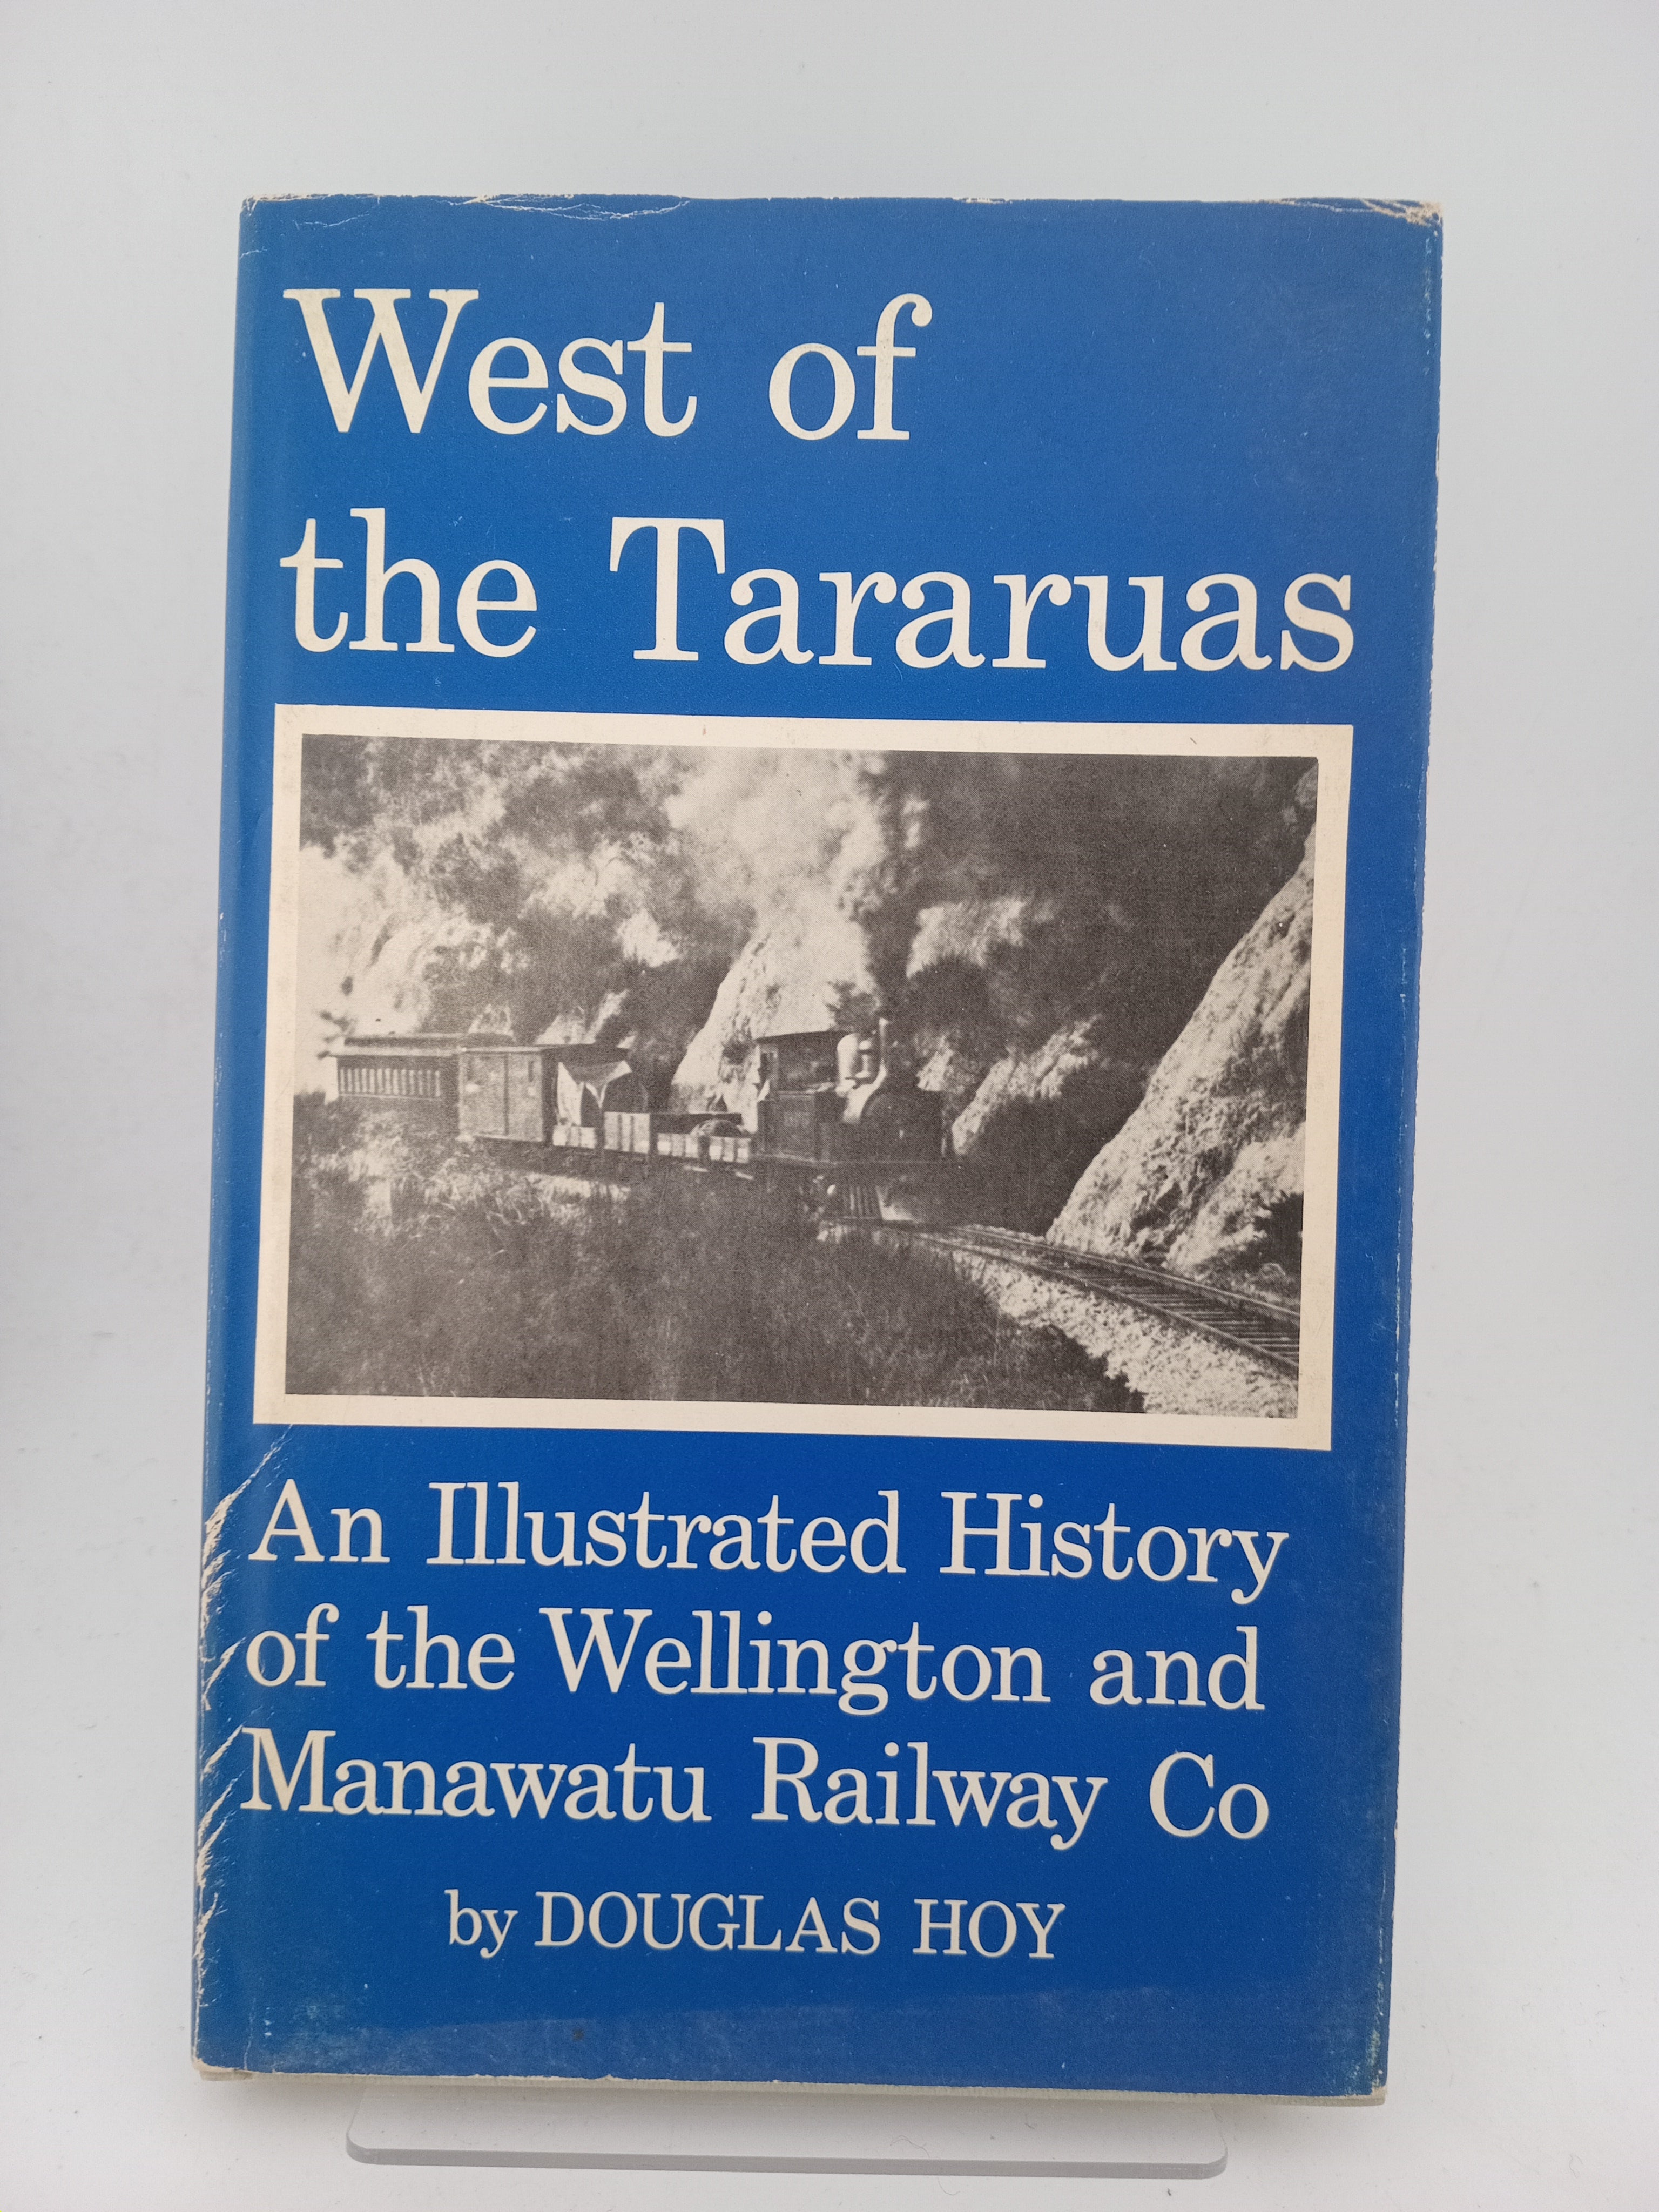 West of
the Tararuas
An Illustrated History
of the Wellington and
Manawatu Railway Co
by DOUGLAS HOY